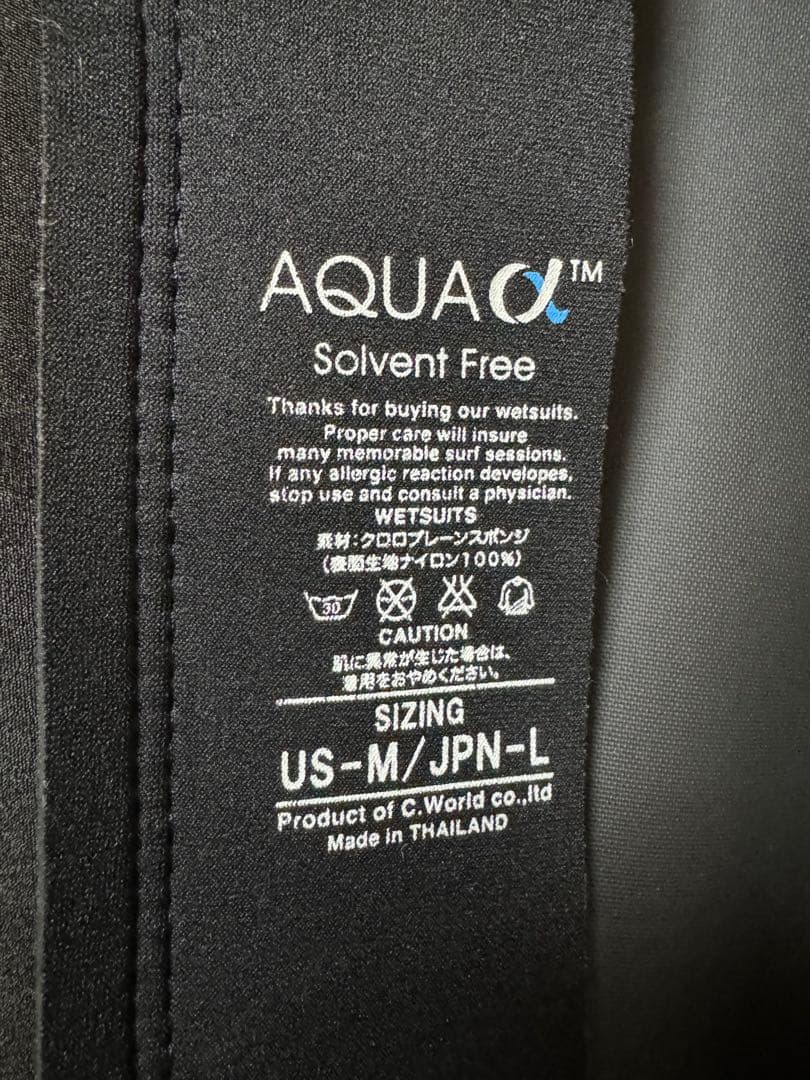 AQUAα™
Solvent Free
Thanks for buying our wetsuits.
Proper care will insure
many memorable surf sessions.
If any allergic reaction developes,
stop use and consult a physician.
WETSUITS
素材:クロロプレーンスポンジ
(表面生地ナイロン100%)
30
CAUTION
肌に異常が生じた場合は、
着用をおやめください。
SIZING
US-M/JPN-L
Product of C.World co.,ltd
Made in THAILAND